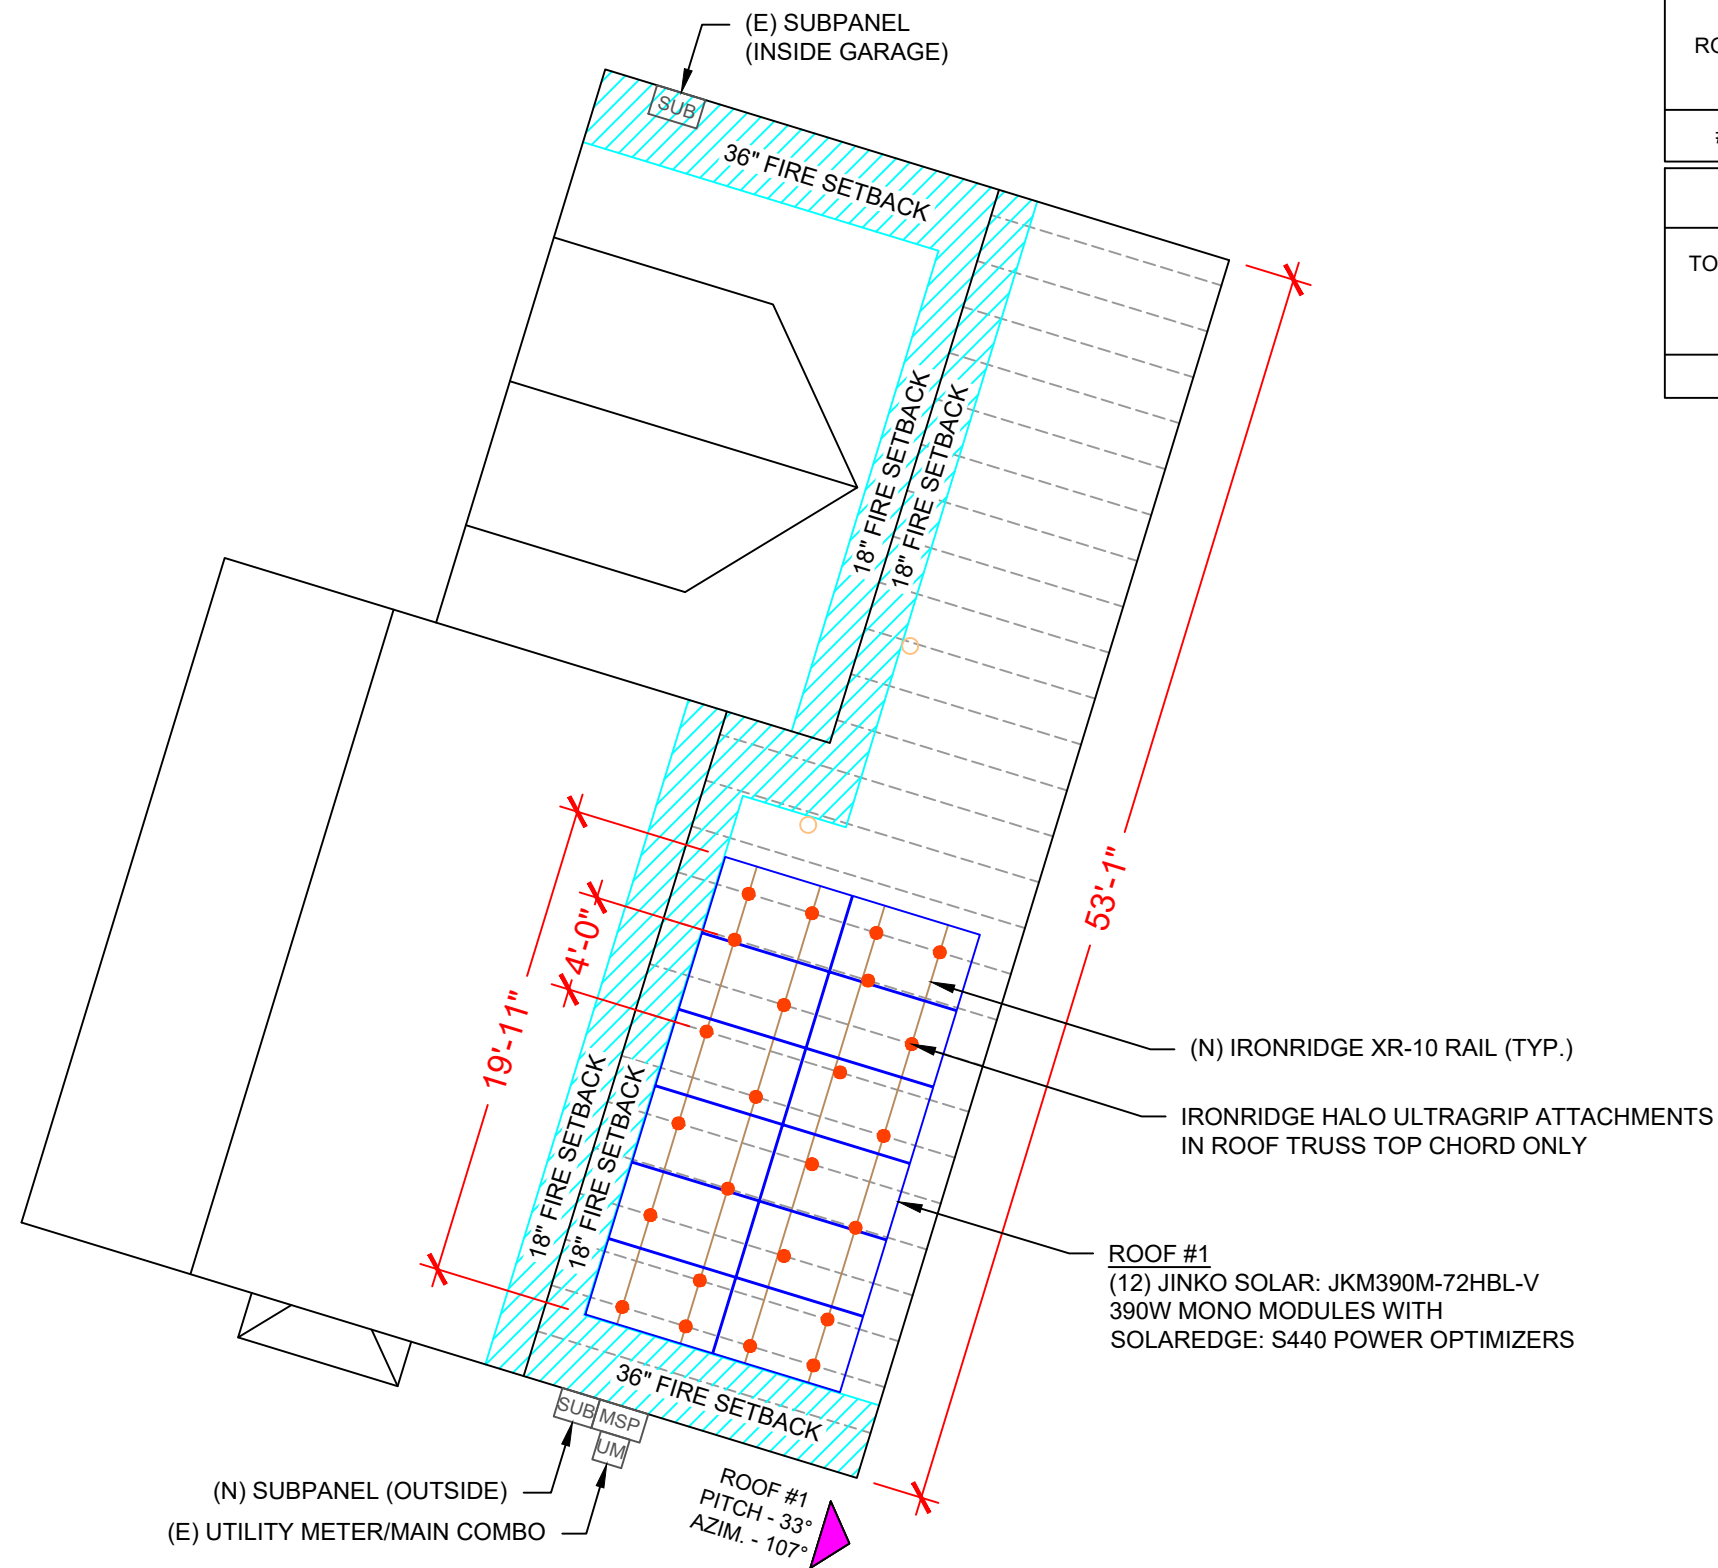 (E) SUBPANEL
(INSIDE GARAGE)
SUB
36" FIRE SETBACK
18" FIRE SETBACK
18" FIRE SETBACK
53'-1"
4'-0"
19'-11"
18" FIRE SETBACK
18" FIRE SETBACK
(N) IRONRIDGE XR-10 RAIL (TYP.)
IRONRIDGE HALO ULTRAGRIP ATTACHMENTS
IN ROOF TRUSS TOP CHORD ONLY
ROOF #1
(12) JINKO SOLAR: JKM390M-72HBL-V
390W MONO MODULES WITH
SOLAREDGE: S440 POWER OPTIMIZERS
36" FIRE SETBACK
SUB
MSP
UM
(N) SUBPANEL (OUTSIDE)
(E) UTILITY METER/MAIN COMBO
ROOF #1
PITCH - 33°
AZIM. - 107°